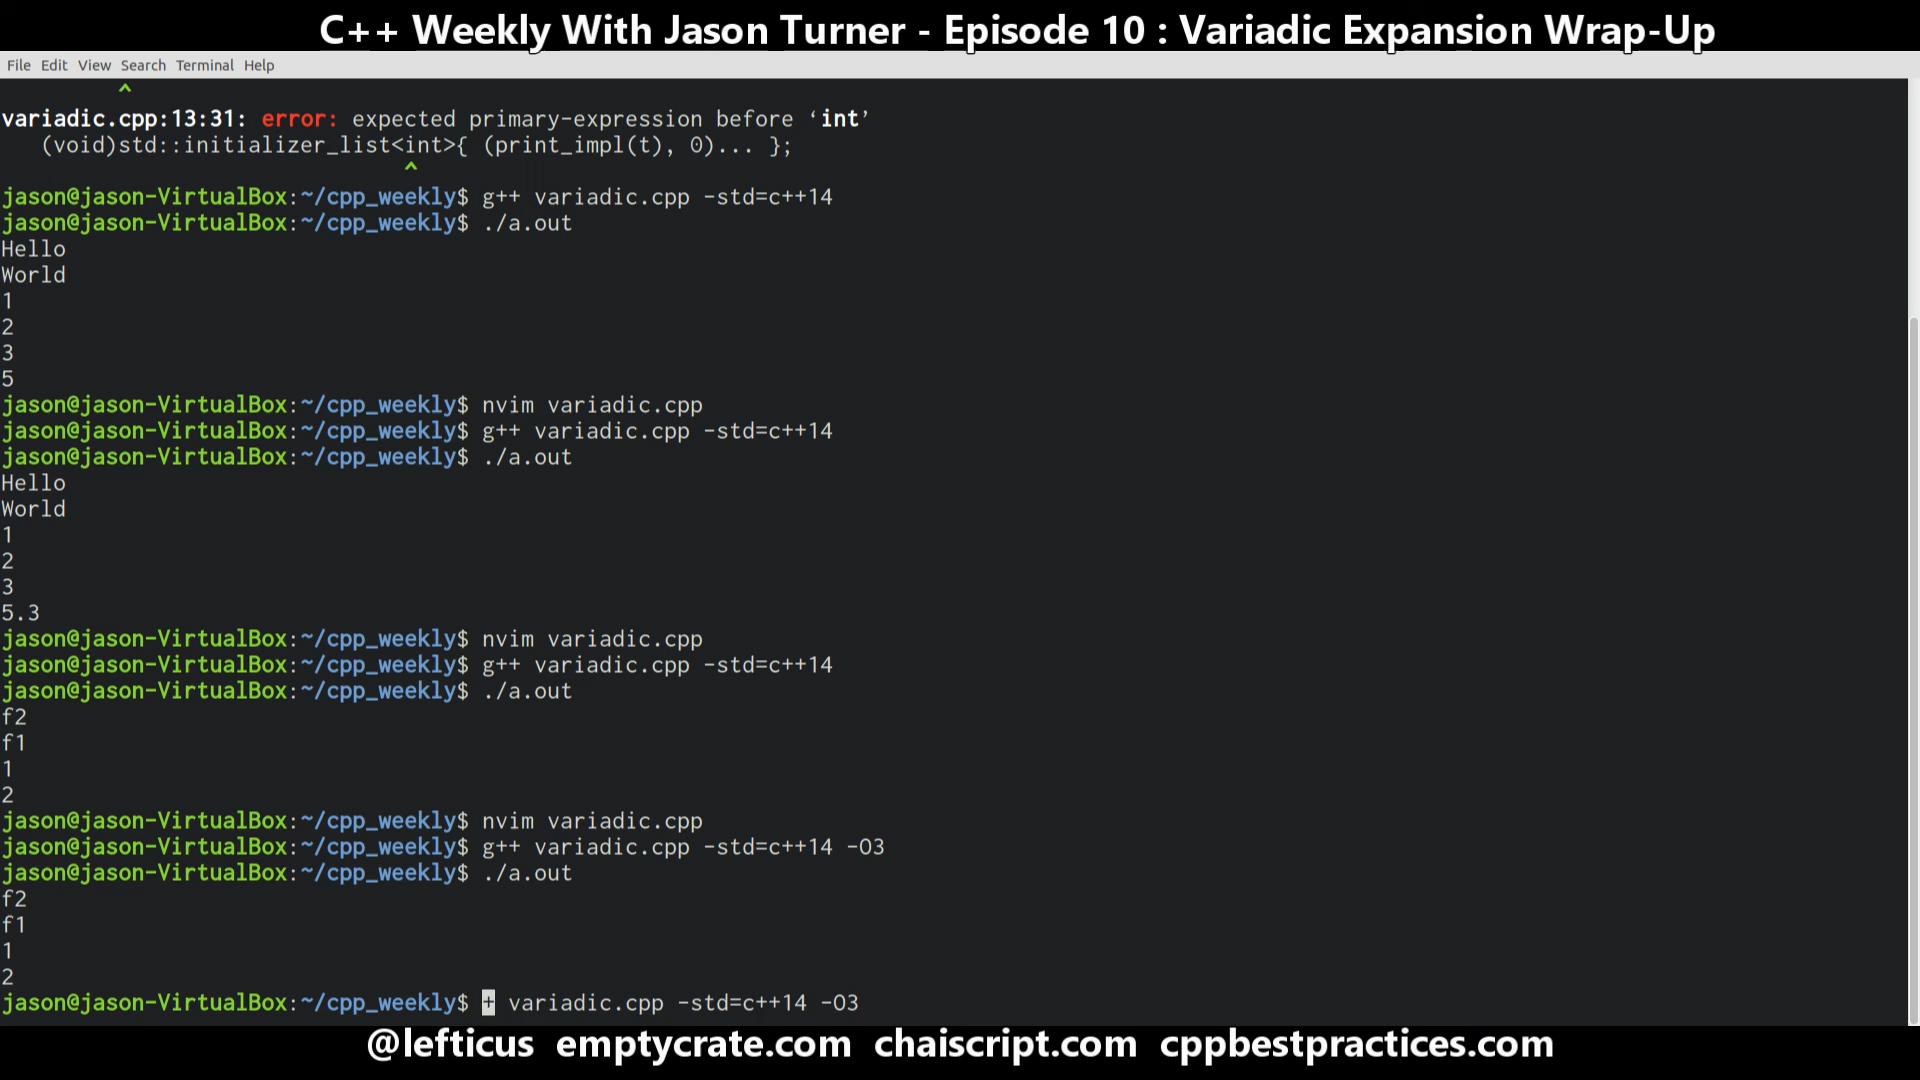 C++ Weekly With Jason Turner - Episode 10 : Variadic Expansion Wrap-Up
File Edit View Search Terminal Help
^
variadic.cpp:13:31: error: expected primary-expression before ‘int’
(void)std::initializer_list<int>{ (print_impl(t), 0)... };
^
jason@jason-VirtualBox:~/cpp_weekly$ g++ variadic.cpp -std=c++14
jason@jason-VirtualBox:~/cpp_weekly$ ./a.out
Hello
World
1
2
3
5
jason@jason-VirtualBox:~/cpp_weekly$ nvim variadic.cpp
jason@jason-VirtualBox:~/cpp_weekly$ g++ variadic.cpp -std=c++14
jason@jason-VirtualBox:~/cpp_weekly$ ./a.out
Hello
World
1
2
3
5.3
jason@jason-VirtualBox:~/cpp_weekly$ nvim variadic.cpp
jason@jason-VirtualBox:~/cpp_weekly$ g++ variadic.cpp -std=c++14
jason@jason-VirtualBox:~/cpp_weekly$ ./a.out
f2
f1
1
2
jason@jason-VirtualBox:~/cpp_weekly$ nvim variadic.cpp
jason@jason-VirtualBox:~/cpp_weekly$ g++ variadic.cpp -std=c++14 -O3
jason@jason-VirtualBox:~/cpp_weekly$ ./a.out
f2
f1
1
2
jason@jason-VirtualBox:~/cpp_weekly$ + variadic.cpp -std=c++14 -O3
@lefticus emptycrate.com chaiscript.com cppbestpractices.com